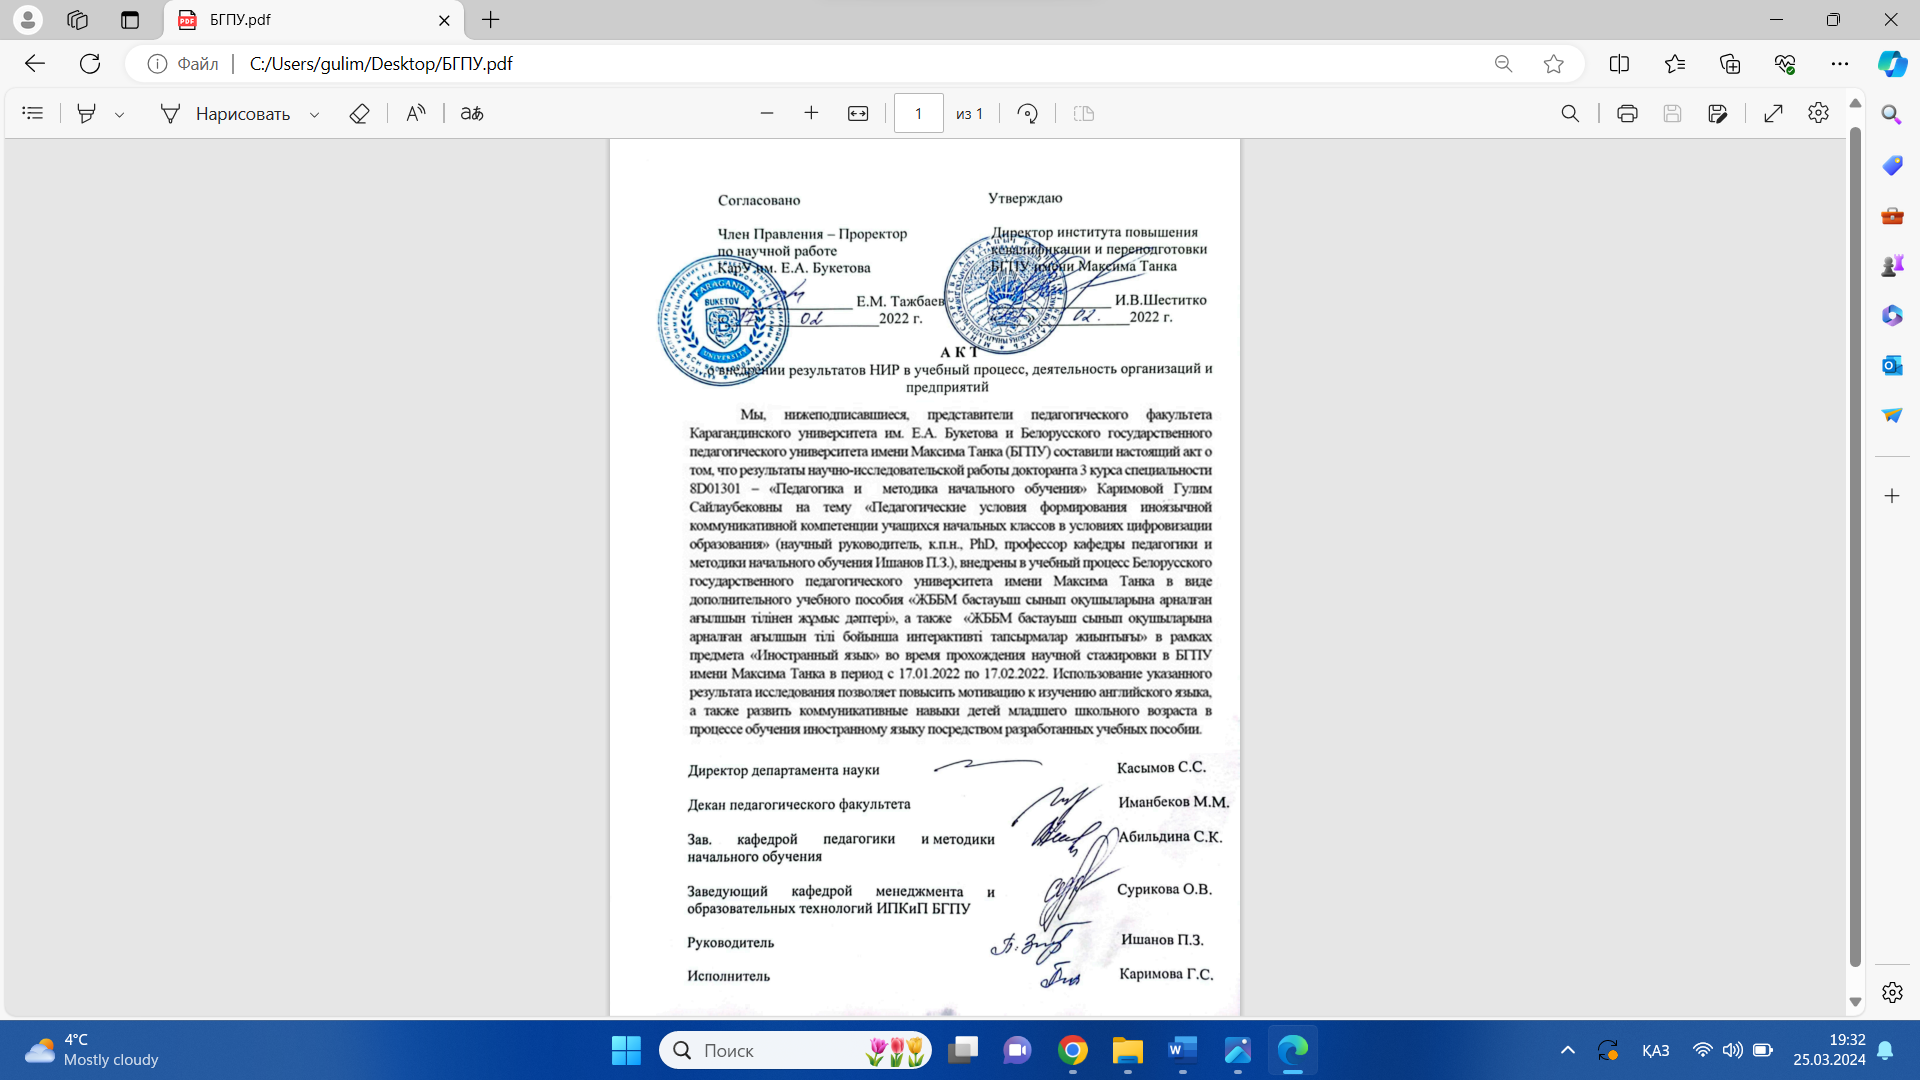 БГПУ.pdf
Файл
C:/Users/gulim/Desktop/БГПУ.pdf
Нарисовать
аあ
1
из 1
Согласовано
Утверждаю
Член Правления – Проректор
по научной работе
КарУ им. Е.А. Букетова
Е.М. Тажбаев
17 02 2022 г.
Директор института повышения
квалификации и переподготовки
БГПУ имени Максима Танка
И.В.Шеститко
02. 2022 г.
KARAGANDA
BUKETOV
UNIVERSITY
А К Т
о внедрении результатов НИР в учебный процесс, деятельность организаций и
предприятий
Мы, нижеподписавшиеся, представители педагогического факультета
Карагандинского университета им. Е.А. Букетова и Белорусского государственного
педагогического университета имени Максима Танка (БГПУ) составили настоящий акт о
том, что результаты научно-исследовательской работы докторанта 3 курса специальности
8D01301 – «Педагогика и методика начального обучения» Каримовой Гулим
Сайлаубековны на тему «Педагогические условия формирования иноязычной
коммуникативной компетенции учащихся начальных классов в условиях цифровизации
образования» (научный руководитель, к.п.н., PhD, профессор кафедры педагогики и
методики начального обучения Ишанов П.З.), внедрены в учебный процесс Белорусского
государственного педагогического университета имени Максима Танка в виде
дополнительного учебного пособия «ЖББМ бастауыш сынып оқушыларына арналған
ағылшын тілінен жұмыс дәптері», а также «ЖББМ бастауыш сынып оқушыларына
арналған ағылшын тілі бойынша интерактивті тапсырмалар жиынтығы» в рамках
предмета «Иностранный язык» во время прохождения научной стажировки в БГПУ
имени Максима Танка в период с 17.01.2022 по 17.02.2022. Использование указанного
результата исследования позволяет повысить мотивацию к изучению английского языка,
а также развить коммуникативные навыки детей младшего школьного возраста в
процессе обучения иностранному языку посредством разработанных учебных пособии.
Директор департамента науки Касымов С.С.
Декан педагогического факультета Иманбеков М.М.
Зав. кафедрой педагогики и методики Абильдина С.К.
начального обучения
Заведующий кафедрой менеджмента и Сурикова О.В.
образовательных технологий ИПКиП БГПУ
Руководитель Ишанов П.З.
Исполнитель Каримова Г.С.
4°C
Mostly cloudy
Поиск
ҚАЗ
19:32
25.03.2024